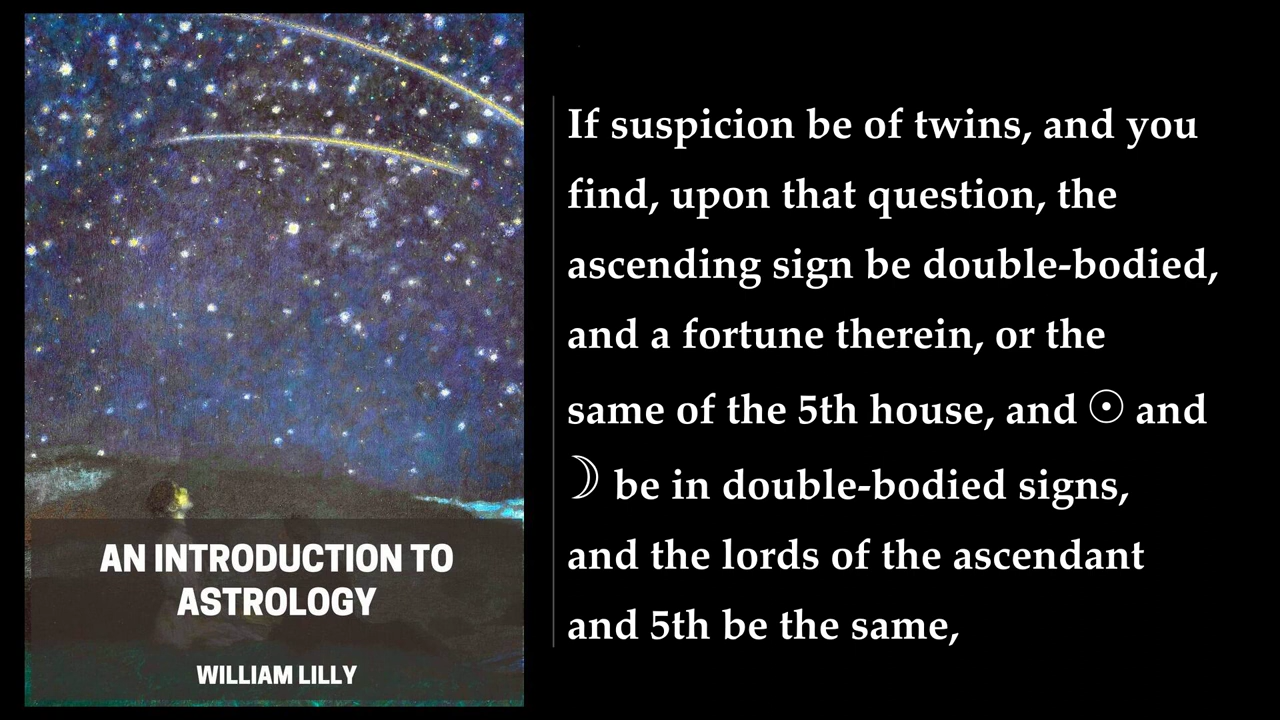 AN INTRODUCTION TO
ASTROLOGY
WILLIAM LILLY
If suspicion be of twins, and you
find, upon that question, the
ascending sign be double-bodied,
and a fortune therein, or the
same of the 5th house, and ☉ and
☽ be in double-bodied signs,
and the lords of the ascendant
and 5th be the same,